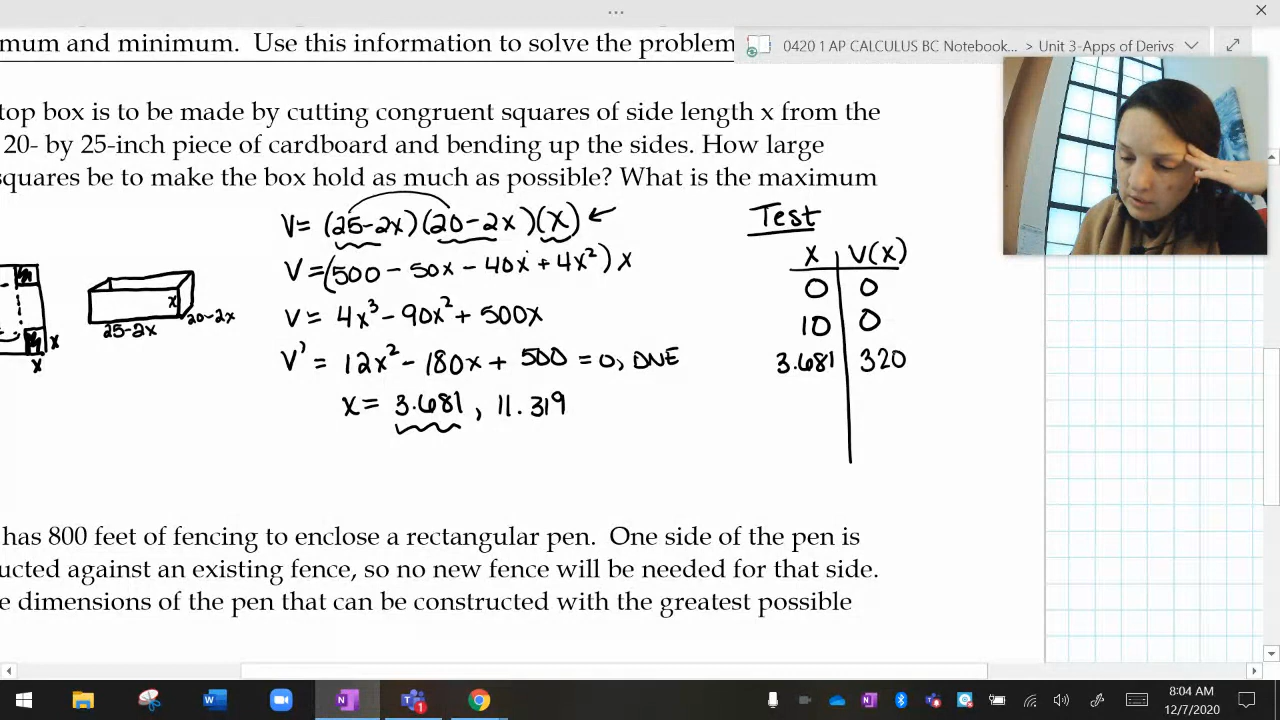 mum and minimum. Use this information to solve the problem
0420 1 AP CALCULUS BC Notebook... > Unit 3-Apps of Derivs
top box is to be made by cutting congruent squares of side length x from the
20- by 25-inch piece of cardboard and bending up the sides. How large
squares be to make the box hold as much as possible? What is the maximum
V= (25-2x)(20-2x)(x) ←
V=(500 - 50x - 40x + 4x²) x
V= 4x³ - 90x² + 500x
V' = 12x² - 180x + 500 = 0, DNE
x= 3.681, 11.319
Test
x V(x)
0 0
10 0
3.681 320
x
25-2x
20-2x
x
x
has 800 feet of fencing to enclose a rectangular pen. One side of the pen is
ucted against an existing fence, so no new fence will be needed for that side.
e dimensions of the pen that can be constructed with the greatest possible
8:04 AM
12/7/2020